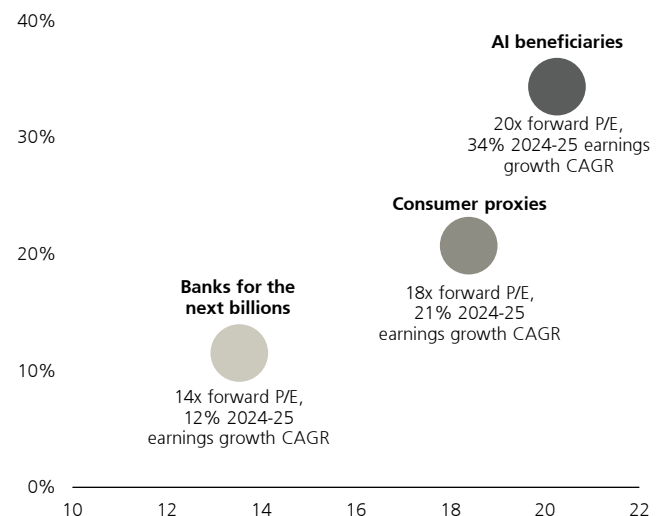 40%
AI beneficiaries
20x forward P/E,
34% 2024-25 earnings
growth CAGR
30%
Consumer proxies
20%
18x forward P/E,
21% 2024-25
earnings growth CAGR
Banks for the
next billions
10%
14x forward P/E,
12% 2024-25
earnings growth CAGR
0%
10 12 14 16 18 20 22